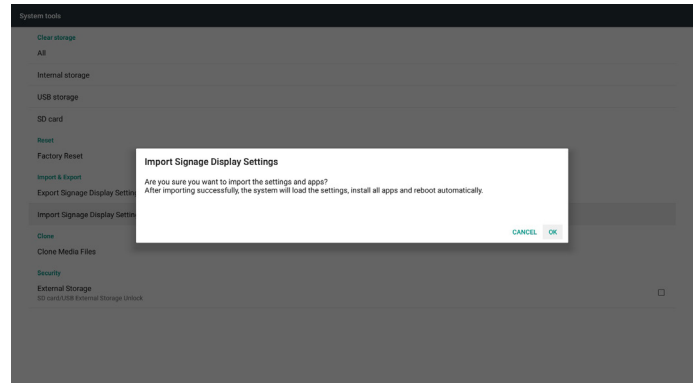 System tools
Clear storage
All
Internal storage
USB storage
SD card
Reset
Factory Reset
Import & Export
Export Signage Display Settin
Import Signage Display Settin
Clone
Clone Media Files
Security
External Storage
SD card/USB External Storage Unlock
Import Signage Display Settings
Are you sure you want to import the settings and apps?
After importing successfully, the system will load the settings, install all apps and reboot automatically.
CANCEL OK